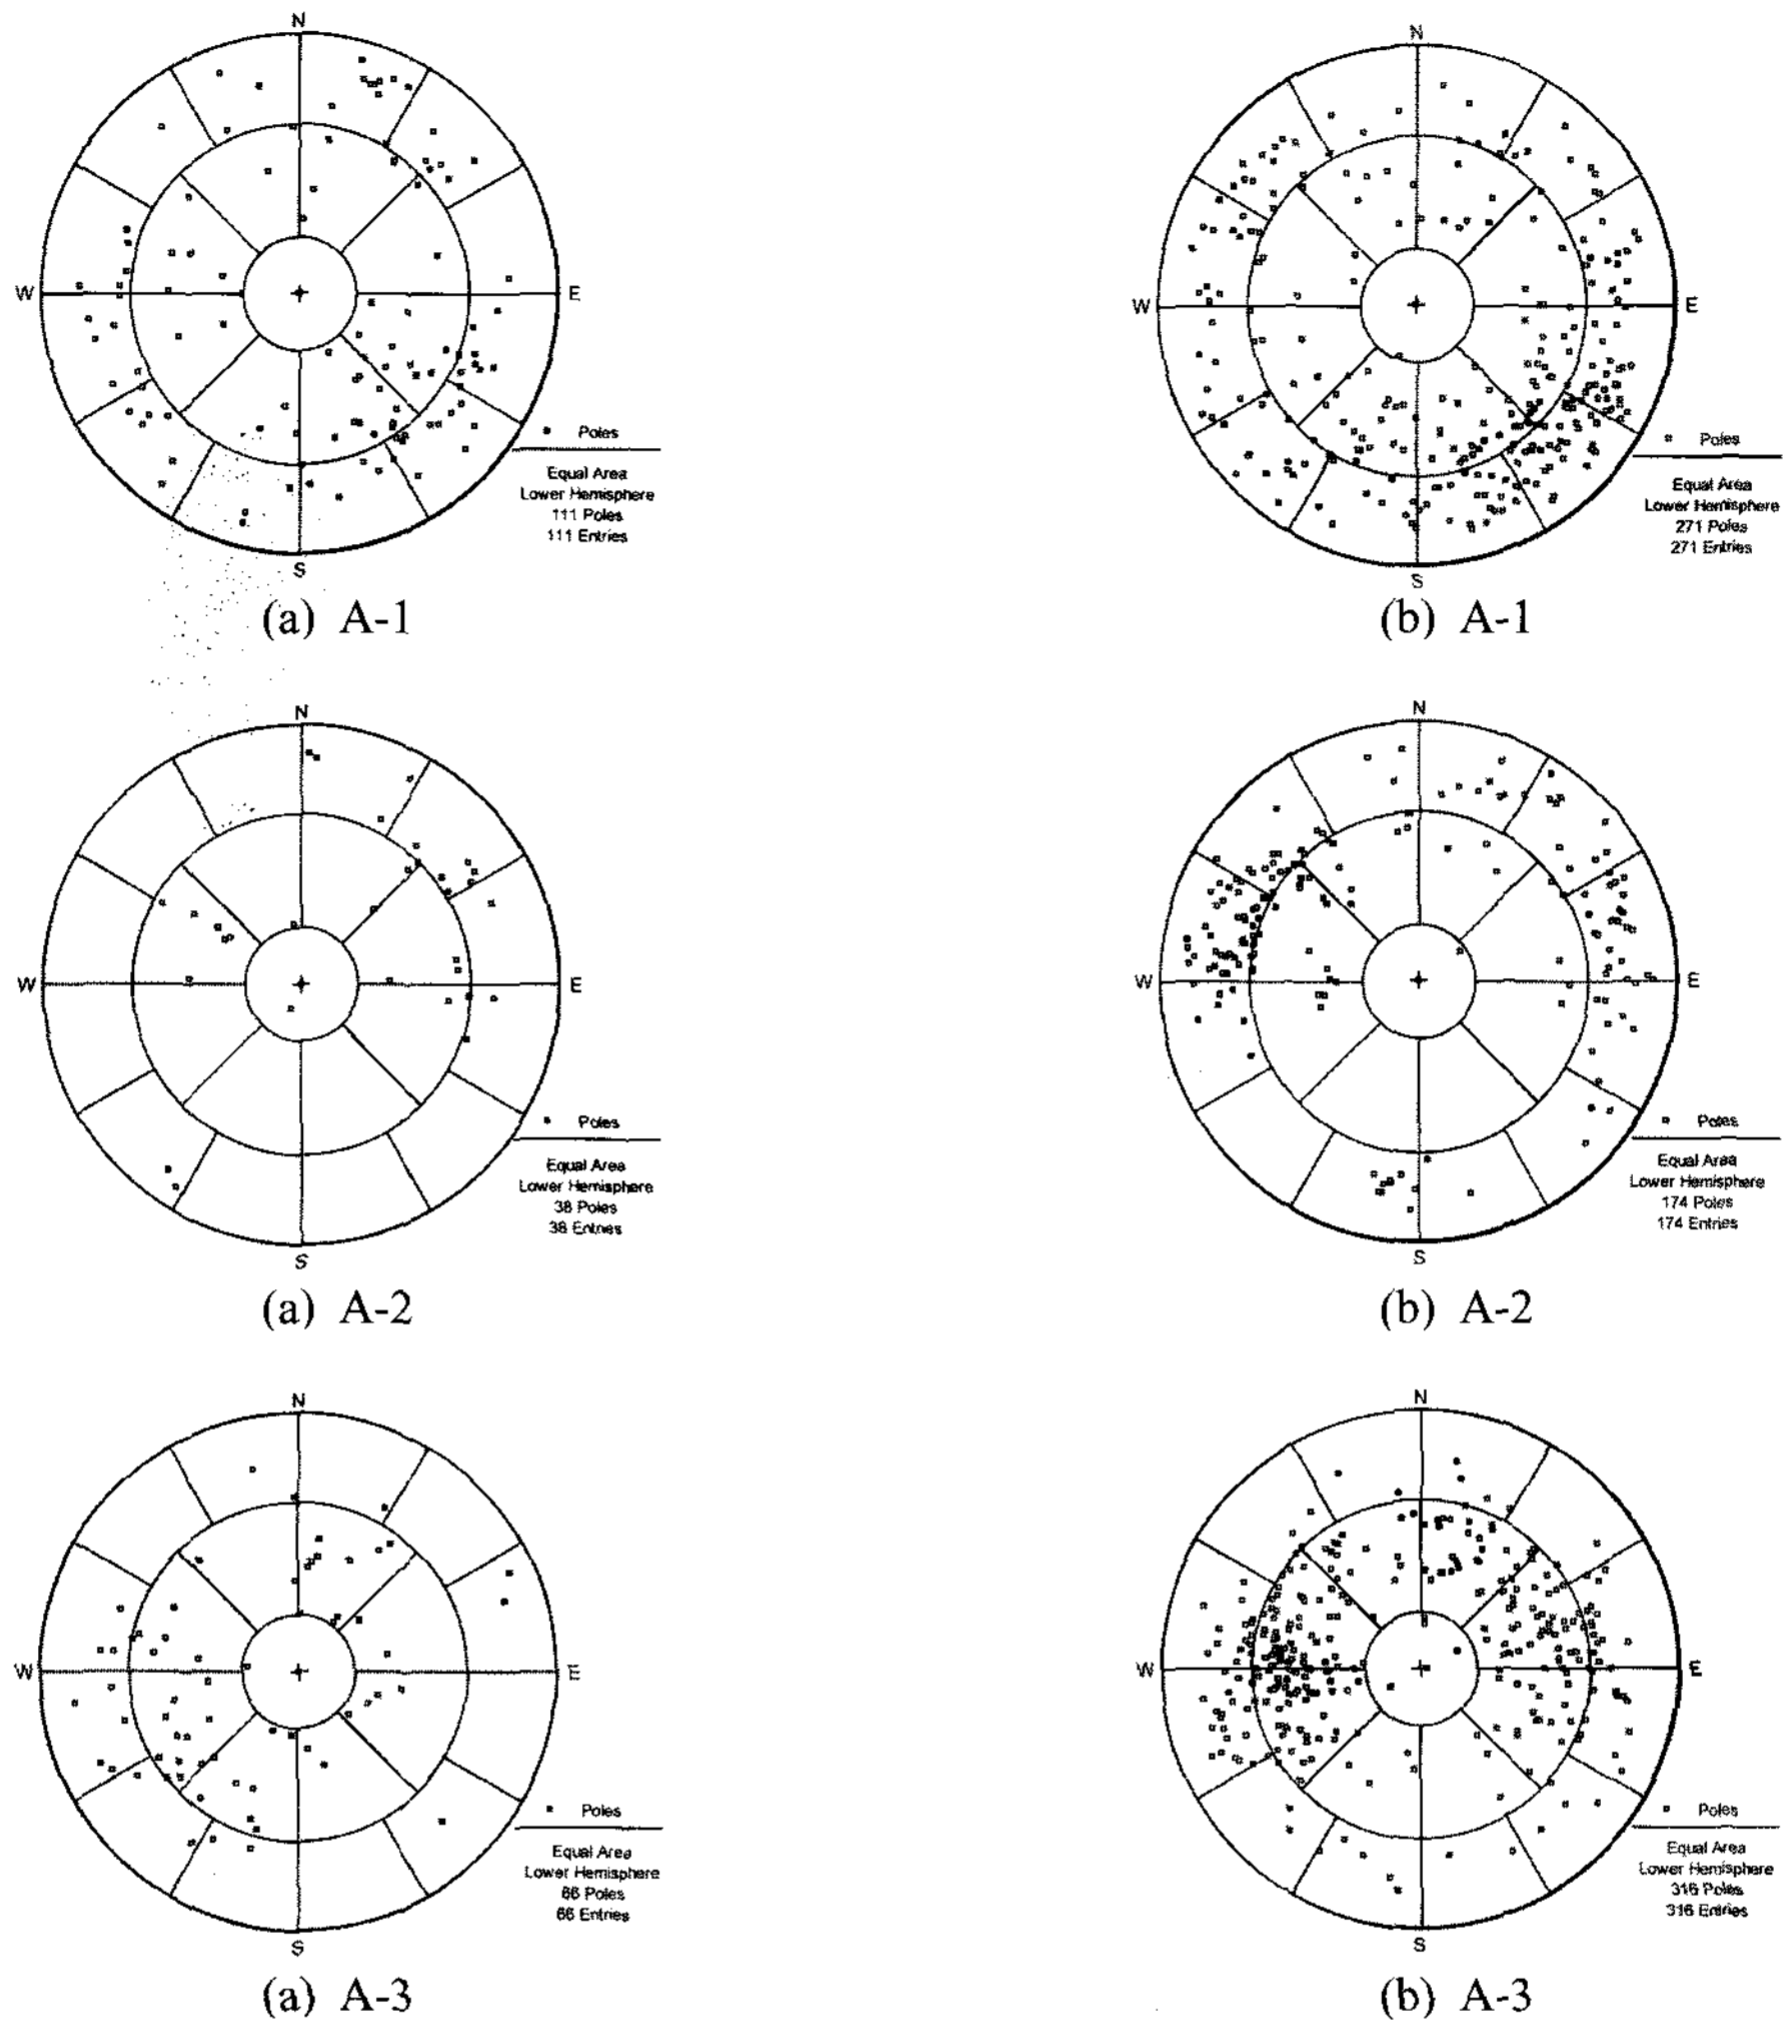 N
W
E
S
Poles
Equal Area
Lower Hemisphere
111 Poles
111 Entries
(a) A-1
N
W
E
S
Poles
Equal Area
Lower Hemisphere
271 Poles
271 Entries
(b) A-1
N
W
E
S
Poles
Equal Area
Lower Hemisphere
38 Poles
38 Entries
(a) A-2
N
W
E
S
Poles
Equal Area
Lower Hemisphere
174 Poles
174 Entries
(b) A-2
N
W
E
S
Poles
Equal Area
Lower Hemisphere
66 Poles
66 Entries
(a) A-3
N
W
E
S
Poles
Equal Area
Lower Hemisphere
316 Poles
316 Entries
(b) A-3